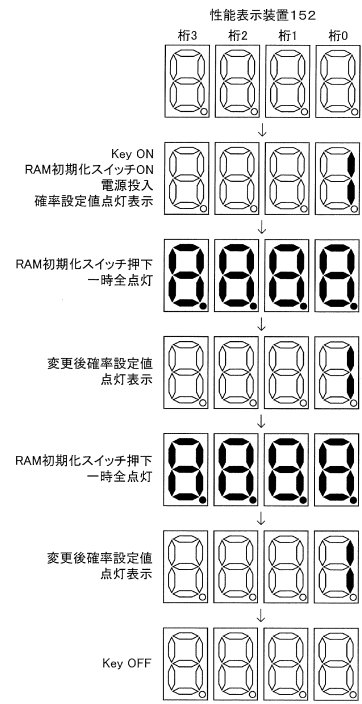 性能表示装置152
桁3 桁2 桁1 桁0
Key ON
RAM初期化スイッチON
電源投入
確率設定値点灯表示
RAM初期化スイッチ押下
一時全点灯
変更後確率設定値
点灯表示
RAM初期化スイッチ押下
一時全点灯
変更後確率設定値
点灯表示
Key OFF